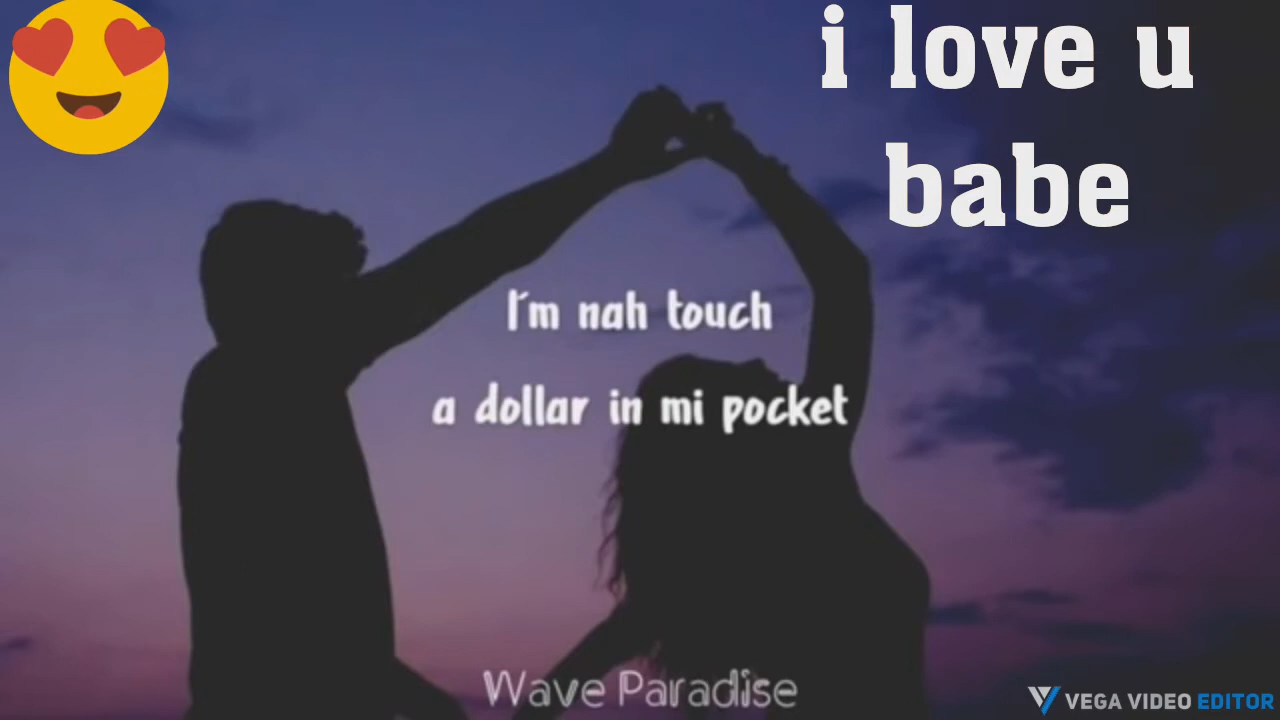 i love u
babe
I'm nah touch
a dollar in mi pocket
Wave Paradise
VEGA VIDEO EDITOR